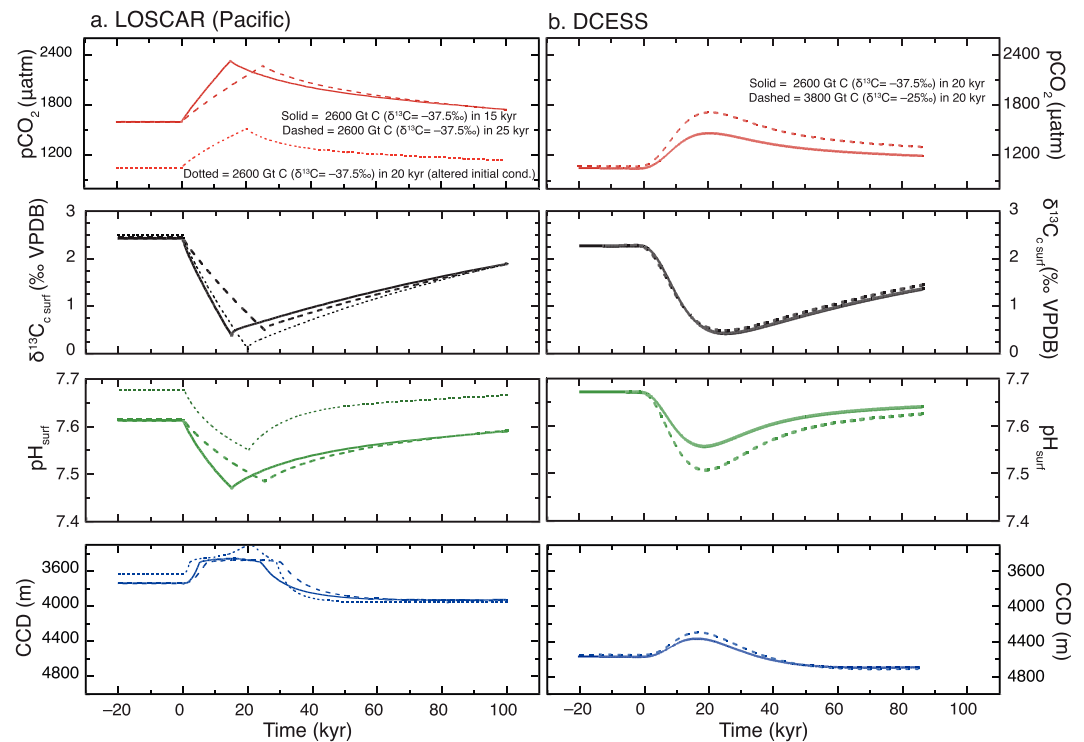 a. LOSCAR (Pacific)
b. DCESS
pCO2 (µatm)
2400
1800
1200
Solid = 2600 Gt C (δ13C= –37.5‰) in 15 kyr
Dashed = 2600 Gt C (δ13C= –37.5‰) in 25 kyr
Dotted = 2600 Gt C (δ13C= –37.5‰) in 20 kyr (altered initial cond.)
Solid = 2600 Gt C (δ13C= –37.5‰) in 20 kyr
Dashed = 3800 Gt C (δ13C= –25‰) in 20 kyr
2400
1800
1200
pCO2 (µatm)
δ13Cc surf (‰ VPDB)
3
2
1
0
3
2
1
0
δ13Cc surf (‰ VPDB)
pHsurf
7.7
7.6
7.5
7.4
7.7
7.6
7.5
7.4
pHsurf
CCD (m)
3600
4000
4400
4800
3600
4000
4400
4800
CCD (m)
–20 0 20 40 60 80 100
–20 0 20 40 60 80 100
Time (kyr)
Time (kyr)